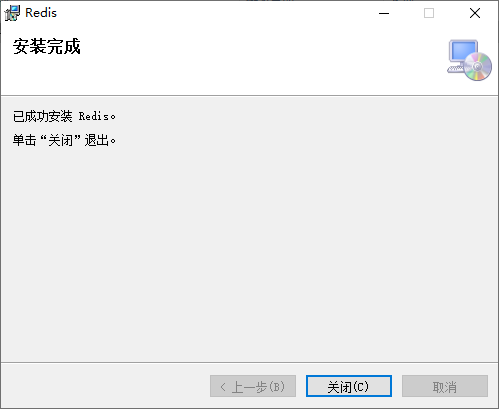 Redis
安装完成
已成功安装 Redis。
单击“关闭”退出。
< 上一步(B)
关闭(C)
取消